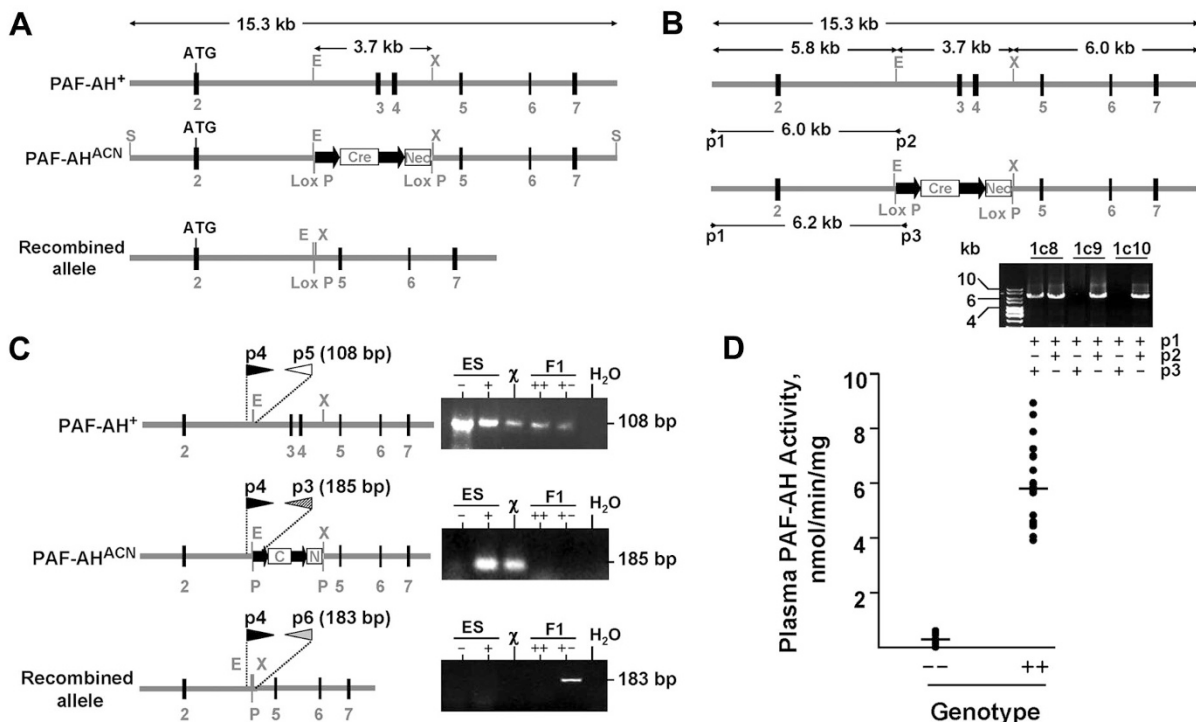 A
15.3 kb
3.7 kb
ATG
E
X
PAF-AH+
2
3
4
5
6
7
S
ATG
E
X
S
PAF-AHACN
Cre
Neo
2
Lox P
Lox P
5
6
7
ATG
E
X
Recombined allele
2
Lox P
5
6
7
B
15.3 kb
5.8 kb
3.7 kb
6.0 kb
E
X
2
3
4
5
6
7
p1
6.0 kb
p2
E
X
Cre
Neo
2
Lox P
Lox P
5
6
7
p1
6.2 kb
p3
kb
1c8
1c9
1c10
10
6
4
+ + + + + + p1
− + − + − + p2
+ − + − + − p3
C
p4
p5 (108 bp)
E
X
PAF-AH+
2
3 4
5
6
7
ES
χ
F1
H2O
−
+
++
+−
108 bp
p4
p3 (185 bp)
E
X
PAF-AHACN
C
N
2
P
P
5
6
7
ES
χ
F1
H2O
−
+
++
+−
185 bp
p4
p6 (183 bp)
E
X
Recombined allele
2
P
5
6
7
ES
χ
F1
H2O
−
+
++
+−
183 bp
D
Plasma PAF-AH Activity, nmol/min/mg
10
8
6
4
2
−−
++
Genotype